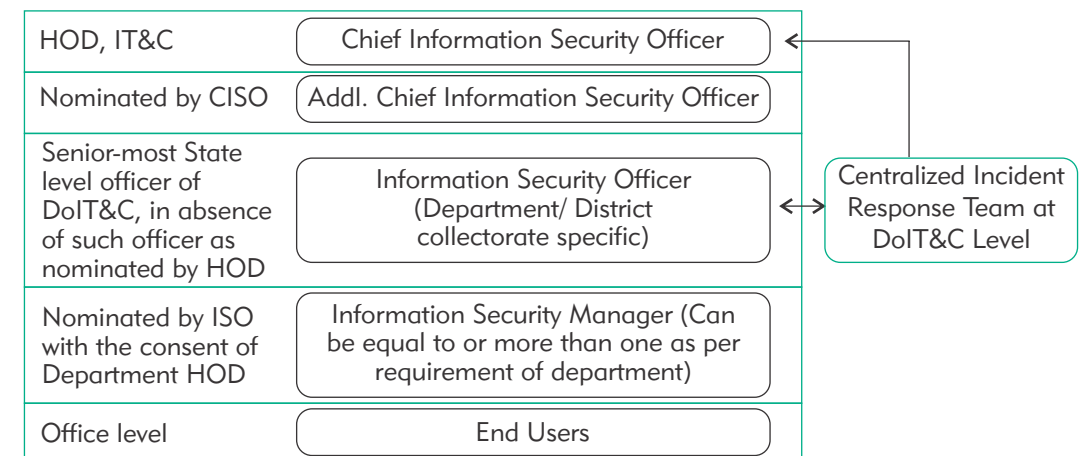 HOD, IT&C
Chief Information Security Officer
Nominated by CISO
Addl. Chief Information Security Officer
Senior-most State
level officer of
DoIT&C, in absence
of such officer as
nominated by HOD
Information Security Officer
(Department/ District
collectorate specific)
Centralized Incident
Response Team at
DoIT&C Level
Nominated by ISO
with the consent of
Department HOD
Information Security Manager (Can
be equal to or more than one as per
requirement of department)
Office level
End Users